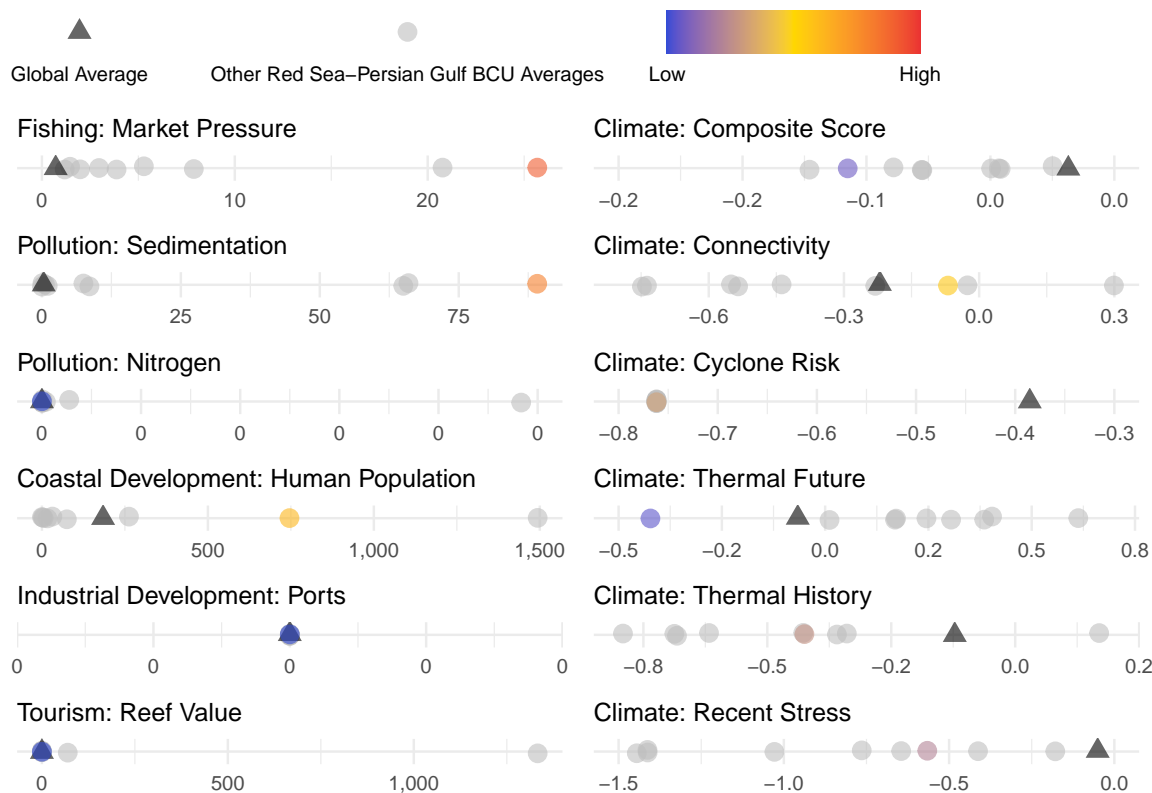 Global Average
Other Red Sea−Persian Gulf BCU Averages
Low
High
Fishing: Market Pressure
0 10 20
Climate: Composite Score
−0.2 −0.2 −0.1 0.0 0.0
Pollution: Sedimentation
0 25 50 75
Climate: Connectivity
−0.6 −0.3 0.0 0.3
Pollution: Nitrogen
0 0 0 0 0 0
Climate: Cyclone Risk
−0.8 −0.7 −0.6 −0.5 −0.4 −0.3
Coastal Development: Human Population
0 500 1,000 1,500
Climate: Thermal Future
−0.5 −0.2 0.0 0.2 0.5 0.8
Industrial Development: Ports
0 0 0 0 0
Climate: Thermal History
−0.8 −0.5 −0.2 0.0 0.2
Tourism: Reef Value
0 500 1,000
Climate: Recent Stress
−1.5 −1.0 −0.5 0.0